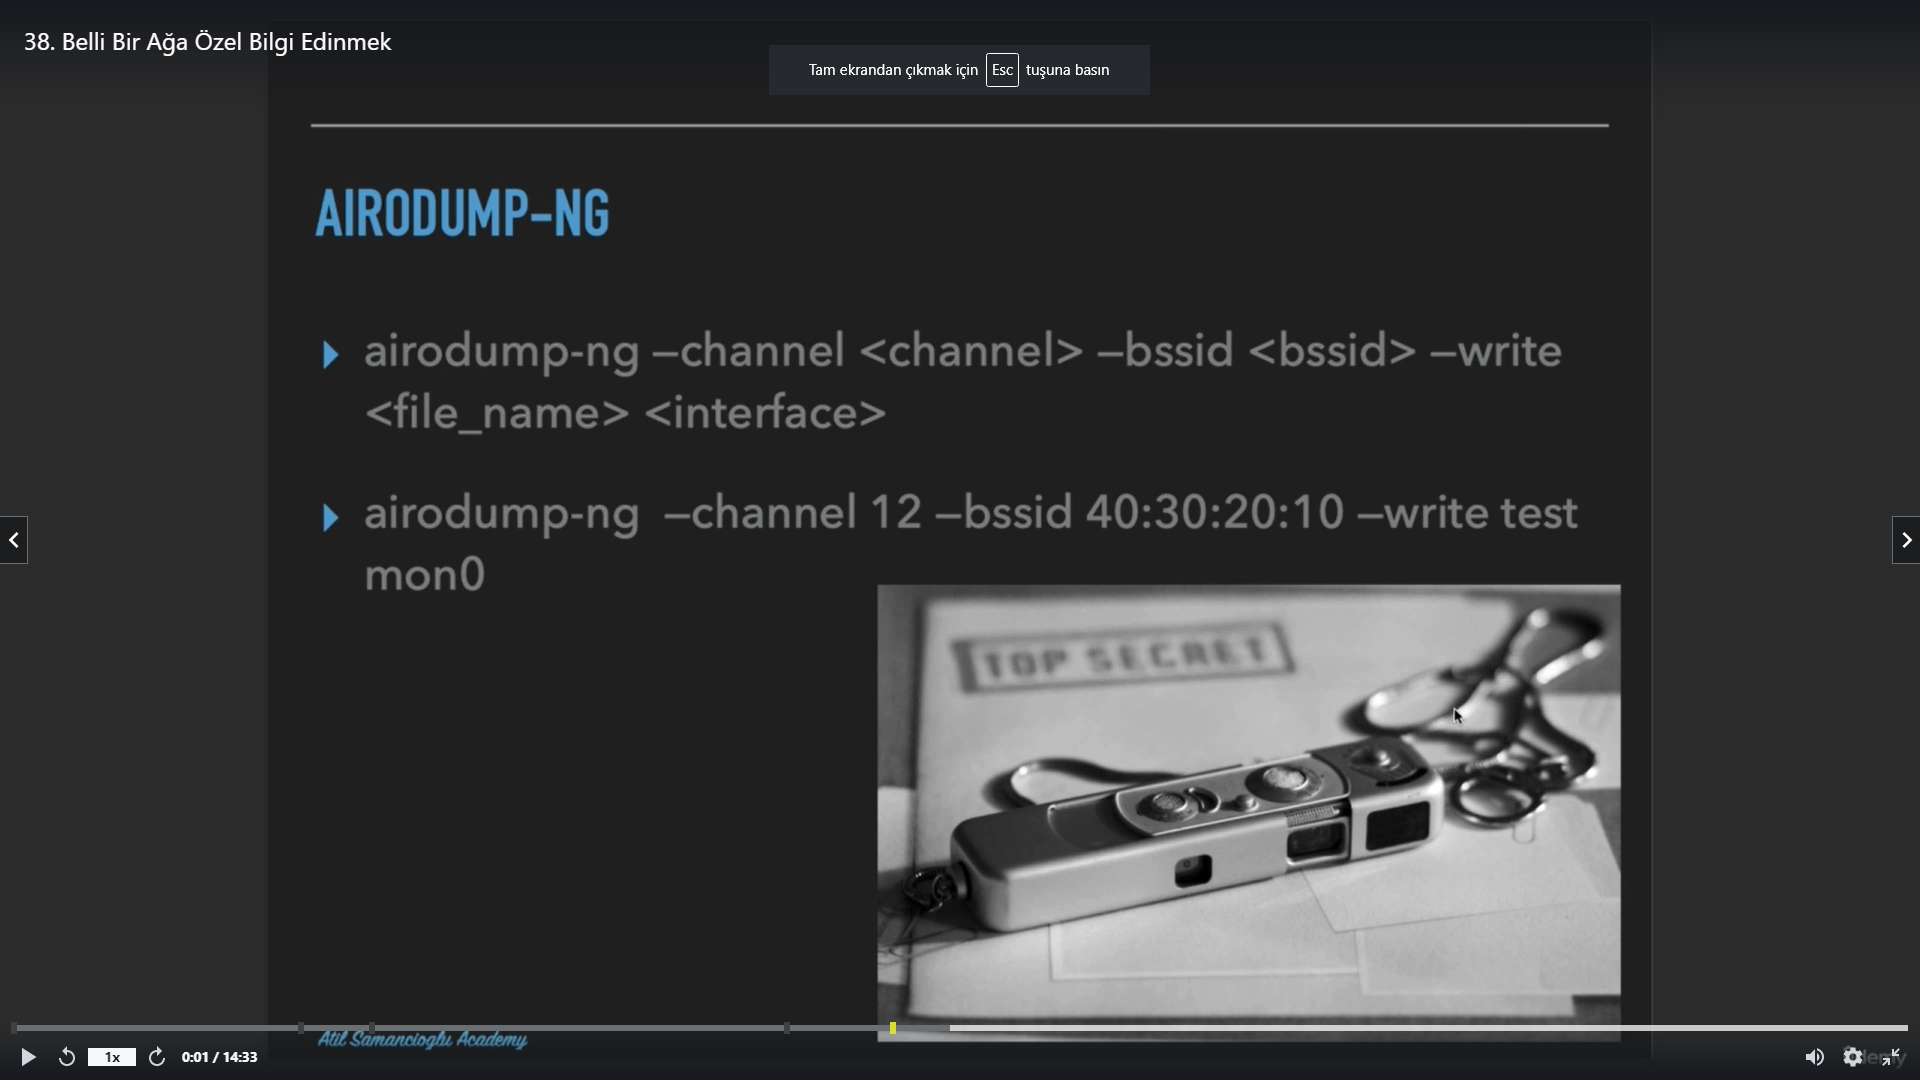 38. Belli Bir Ağa Özel Bilgi Edinmek
Tam ekrandan çıkmak için Esc tuşuna basın
AIRODUMP-NG
airodump-ng —channel <channel> —bssid <bssid> —write
<file_name> <interface>
airodump-ng —channel 12 —bssid 40:30:20:10 —write test
mon0
TOP SECRET
Atil Samancioglu Academy
1x
0:01 / 14:33